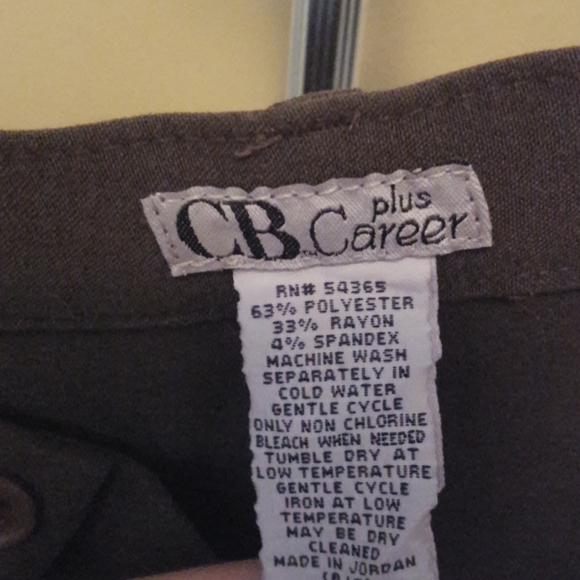 CB Career plus
RN# 54365
63% POLYESTER
33% RAYON
4% SPANDEX
MACHINE WASH
SEPARATELY IN
COLD WATER
GENTLE CYCLE
ONLY NON CHLORINE
BLEACH WHEN NEEDED
TUMBLE DRY AT
LOW TEMPERATURE
GENTLE CYCLE
IRON AT LOW
TEMPERATURE
MAY BE DRY
CLEANED
MADE IN JORDAN